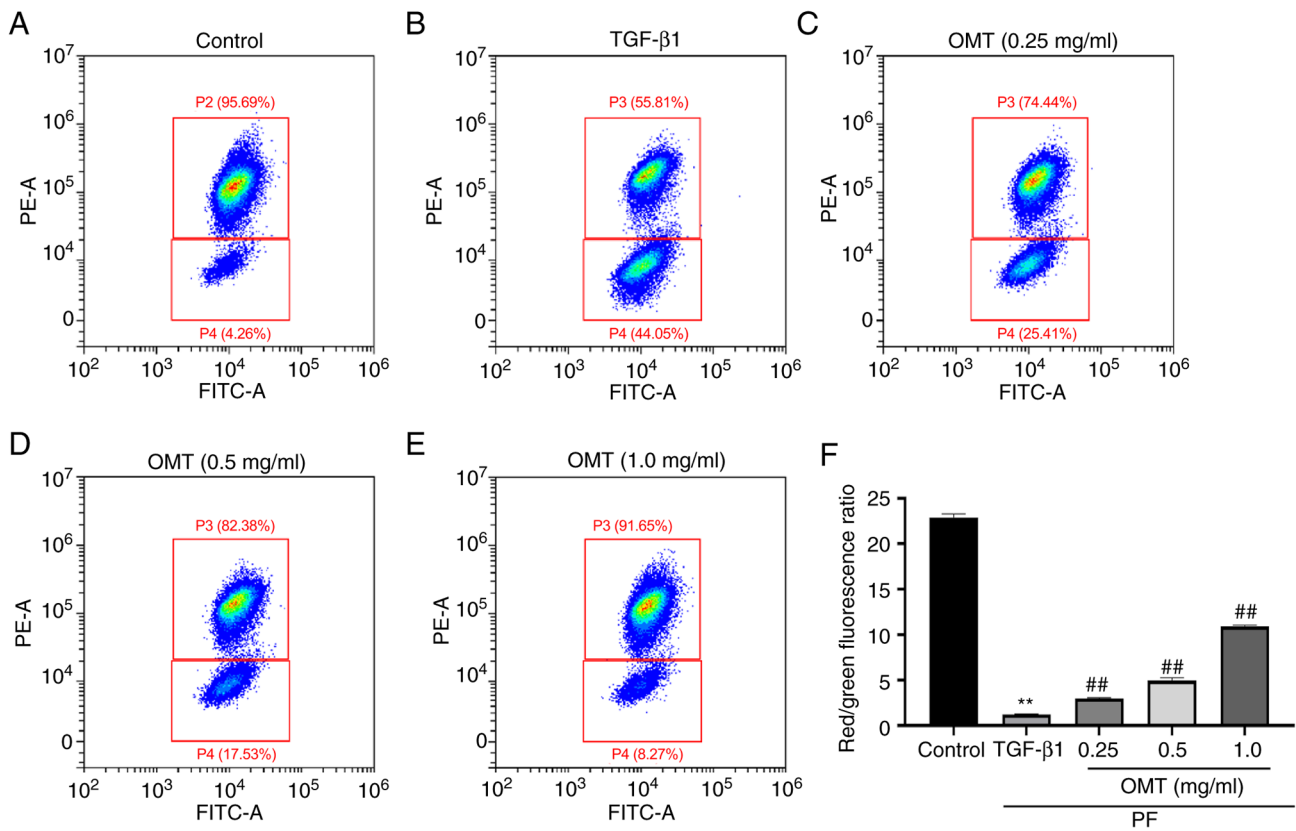 A
Control
10⁷
10⁶
10⁵
10⁴
0
PE-A
P2 (95.69%)
P4 (4.26%)
10² 10³ 10⁴ 10⁵ 10⁶
FITC-A
B
TGF-β1
10⁷
10⁶
10⁵
10⁴
0
PE-A
P3 (55.81%)
P4 (44.05%)
10² 10³ 10⁴ 10⁵ 10⁶
FITC-A
C
OMT (0.25 mg/ml)
10⁷
10⁶
10⁵
10⁴
0
PE-A
P3 (74.44%)
P4 (25.41%)
10² 10³ 10⁴ 10⁵ 10⁶
FITC-A
D
OMT (0.5 mg/ml)
10⁷
10⁶
10⁵
10⁴
0
PE-A
P3 (82.38%)
P4 (17.53%)
10² 10³ 10⁴ 10⁵ 10⁶
FITC-A
E
OMT (1.0 mg/ml)
10⁷
10⁶
10⁵
10⁴
0
PE-A
P3 (91.65%)
P4 (8.27%)
10² 10³ 10⁴ 10⁵ 10⁶
FITC-A
F
Red/green fluorescence ratio
25
20
15
10
5
0
**
##
##
##
Control TGF-β1 0.25 0.5 1.0
OMT (mg/ml)
PF